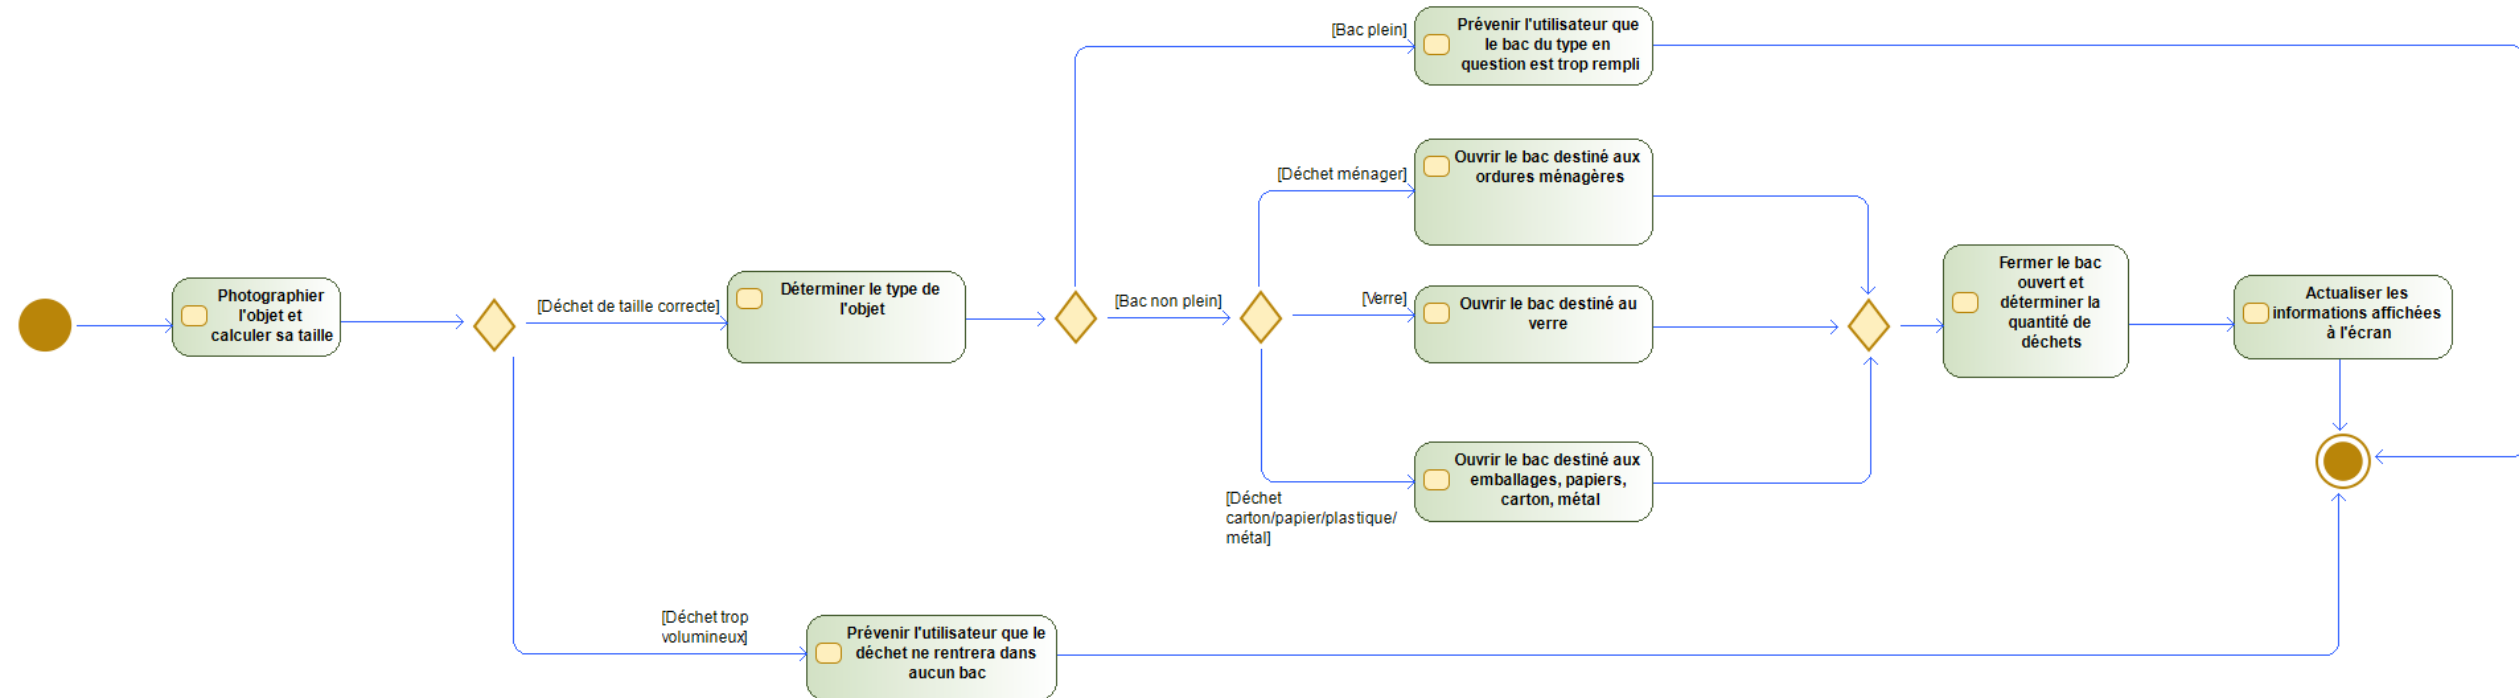 [Bac plein]
Prévenir l'utilisateur que
le bac du type en
question est trop rempli
[Déchet ménager]
Ouvrir le bac destiné aux
ordures ménagères
Photographier
l'objet et
calculer sa taille
[Déchet de taille correcte]
Déterminer le type de
l'objet
[Bac non plein]
[Verre]
Ouvrir le bac destiné au
verre
Fermer le bac
ouvert et
déterminer la
quantité de
déchets
Actualiser les
informations affichées
à l'écran
[Déchet
carton/papier/plastique/
métal]
Ouvrir le bac destiné aux
emballages, papiers,
carton, métal
[Déchet trop
volumineux]
Prévenir l'utilisateur que le
déchet ne rentrera dans
aucun bac